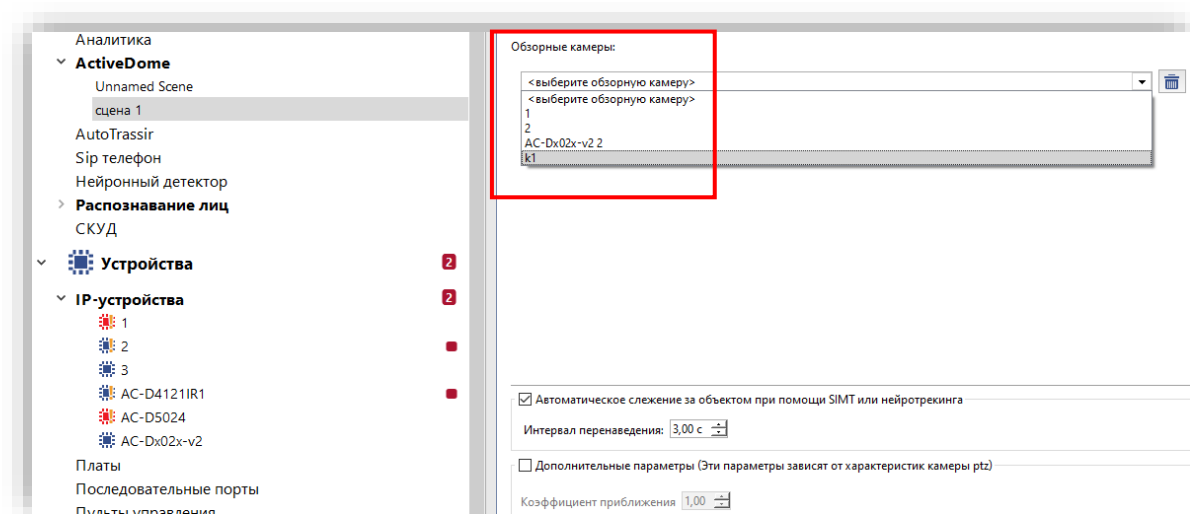 Аналитика
ActiveDome
Unnamed Scene
сцена 1
AutoTrassir
Sip телефон
Нейронный детектор
Распознавание лиц
СКУД
Устройства 2
IP-устройства 2
1
2
3
AC-D4121IR1
AC-D5024
AC-Dx02x-v2
Платы
Последовательные порты
Пульты управления
Обзорные камеры:
<выберите обзорную камеру>
<выберите обзорную камеру>
1
2
AC-Dx02x-v2 2
k1
Автоматическое слежение за объектом при помощи SIMT или нейротрекинга
Интервал перенаведения: 3,00 с
Дополнительные параметры (Эти параметры зависят от характеристик камеры ptz)
Коэффициент приближения 1,00